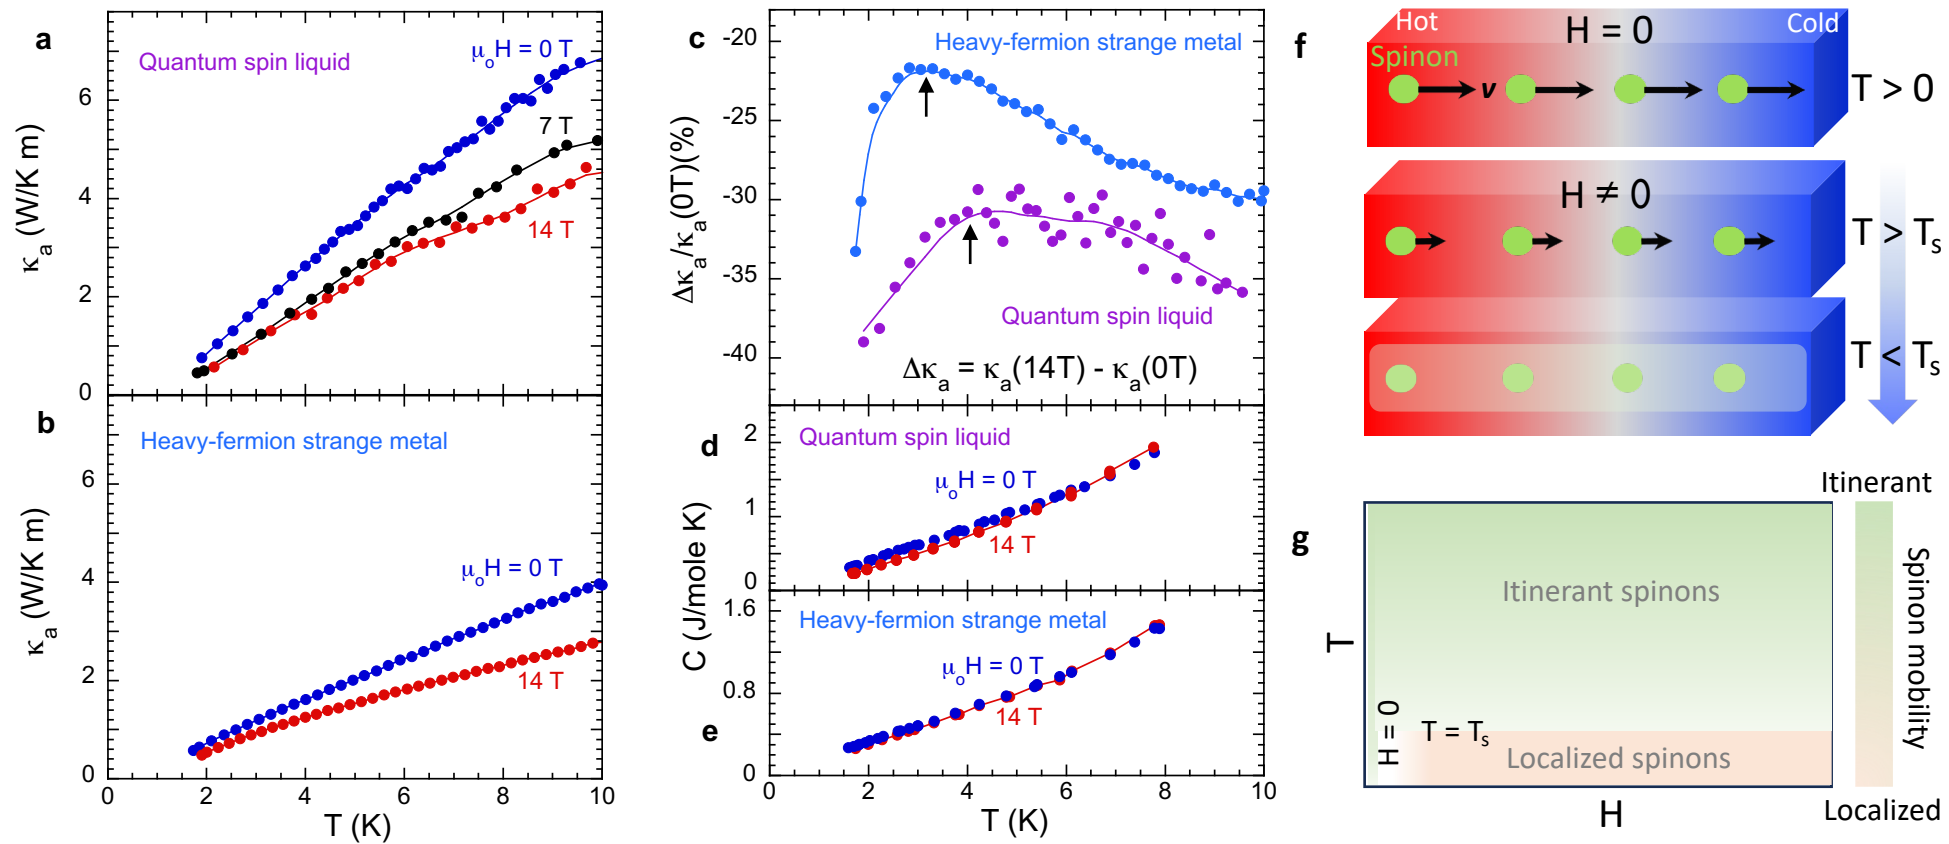 a
Quantum spin liquid
μoH = 0 T
7 T
14 T
κa (W/K m)
6
4
2
0
b
Heavy-fermion strange metal
μoH = 0 T
14 T
κa (W/K m)
6
4
2
0
0
2
4
6
8
10
T (K)
c
Heavy-fermion strange metal
Quantum spin liquid
Δκa = κa(14T) - κa(0T)
Δκa/κa(0T)(%)
-20
-25
-30
-35
-40
d
Quantum spin liquid
μoH = 0 T
14 T
2
1
0
C (J/mole K)
e
Heavy-fermion strange metal
μoH = 0 T
14 T
1.6
0.8
0
0
2
4
6
8
10
T (K)
f
Hot
H = 0
Cold
Spinon
v
T > 0
H ≠ 0
T > Ts
T < Ts
g
Itinerant
Itinerant spinons
Spinon mobility
T
H = 0
T = Ts
Localized spinons
Localized
H